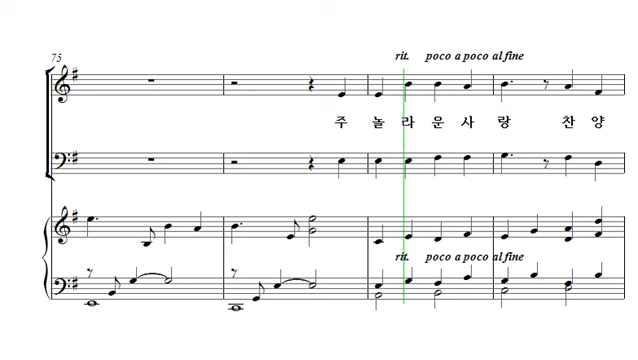 75
rit. poco a poco al fine
주 놀 라 운 사 랑 찬 양
rit. poco a poco al fine